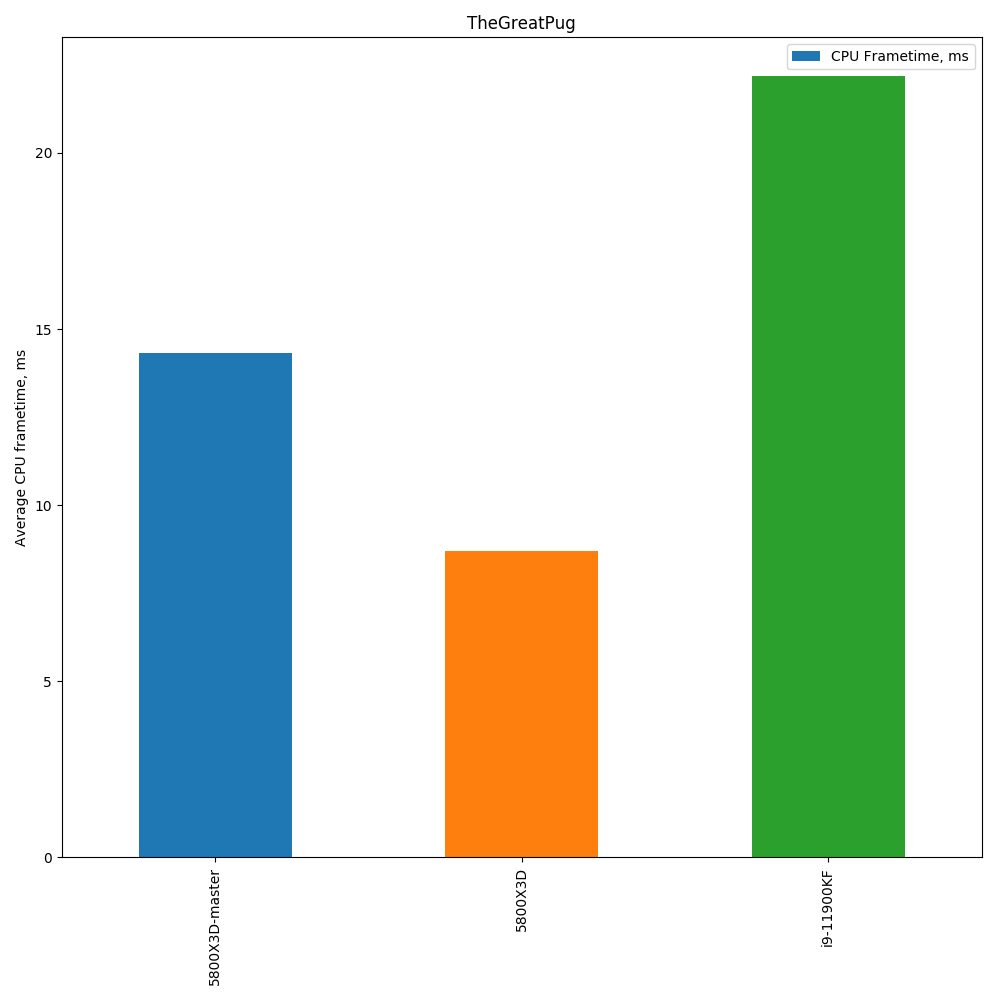 TheGreatPug
CPU Frametime, ms
Average CPU frametime, ms
20
15
10
5
0
5800X3D-master
5800X3D
i9-11900KF